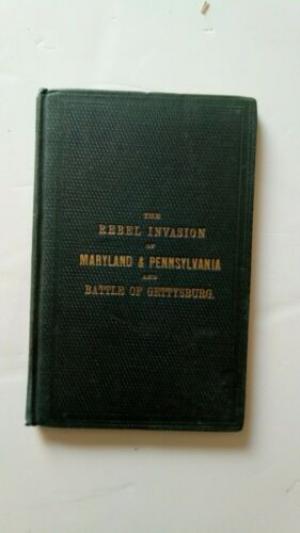 THE
REBEL INVASION
OF
MARYLAND & PENNSYLVANIA
AND
BATTLE OF GETTYSBURG.